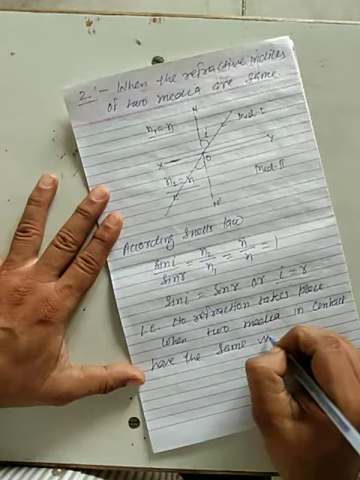 2:- When the refractive indices
of two media are same.
N
n₁ = n
i
med-I
X
O
Y
n₂ = n
med-II
N'
According Snells law
sin i / sin r = n₂ / n₁ = n / n = 1
sin i = sin r or i = r
i.e. No refraction takes place
when two media in contact
have the same